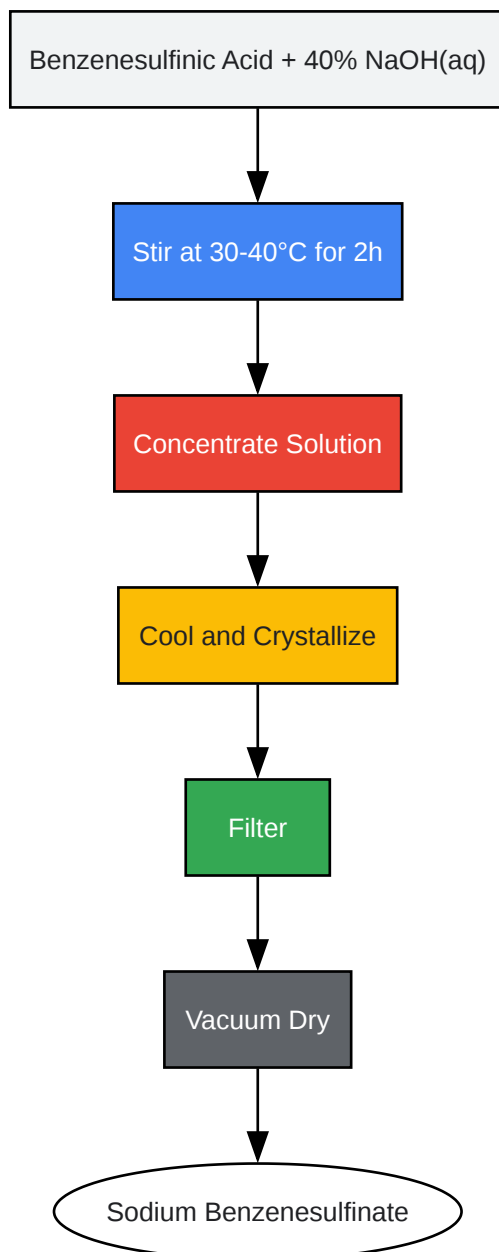 Benzenesulfinic Acid + 40% NaOH(aq)
Stir at 30-40°C for 2h
Concentrate Solution
Cool and Crystallize
Filter
Vacuum Dry
Sodium Benzenesulfinate